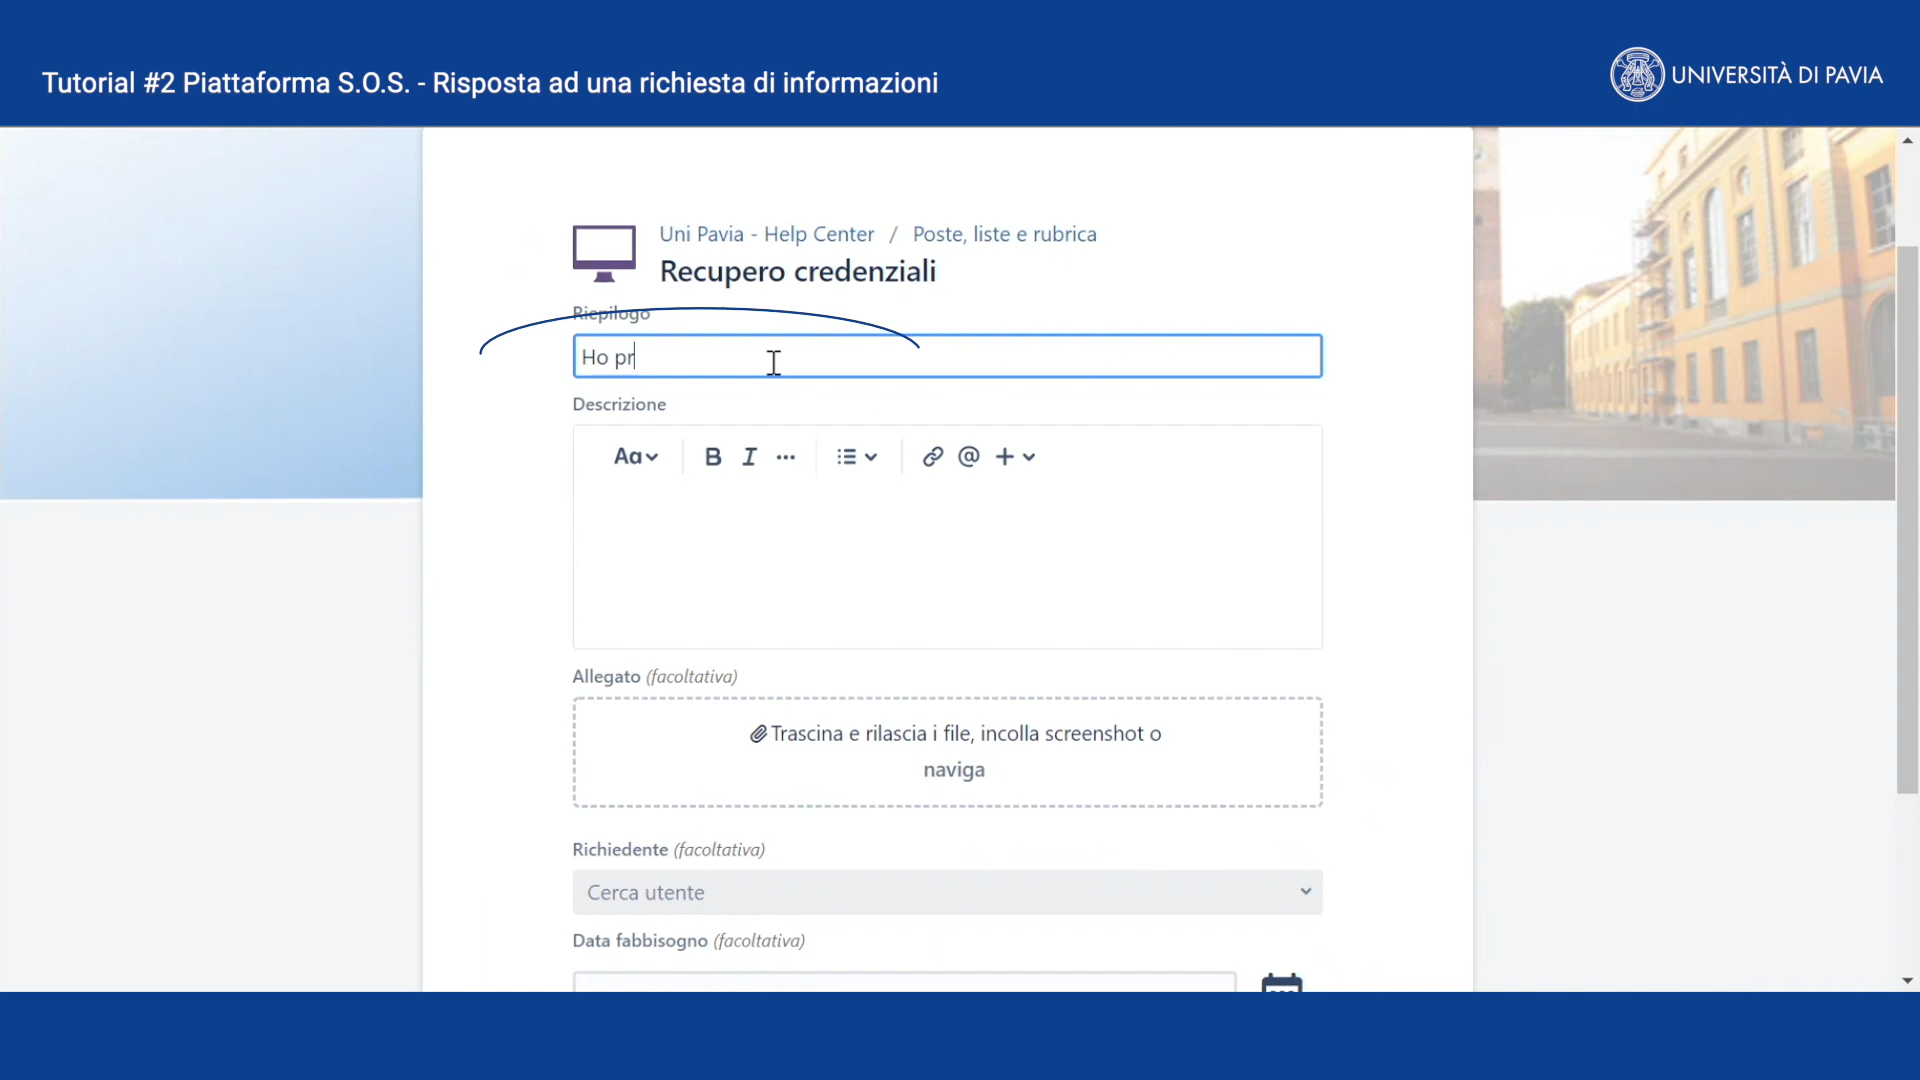 Tutorial #2 Piattaforma S.O.S. - Risposta ad una richiesta di informazioni
UNIVERSITÀ DI PAVIA
Uni Pavia - Help Center / Poste, liste e rubrica
Recupero credenziali
Riepilogo
Ho pr
Descrizione
Aa
B I ... @ +
Allegato (facoltativa)
Trascina e rilascia i file, incolla screenshot o
naviga
Richiedente (facoltativa)
Cerca utente
Data fabbisogno (facoltativa)